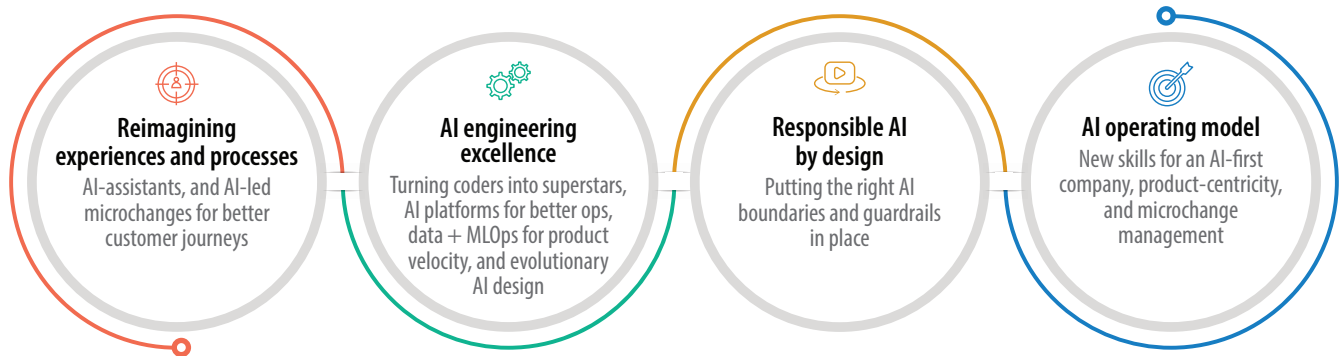 Reimagining
experiences and processes
AI-assistants, and AI-led
microchanges for better
customer journeys
AI engineering
excellence
Turning coders into superstars,
AI platforms for better ops,
data + MLOps for product
velocity, and evolutionary
AI design
Responsible AI
by design
Putting the right AI
boundaries and guardrails
in place
AI operating model
New skills for an AI-first
company, product-centricity,
and microchange
management